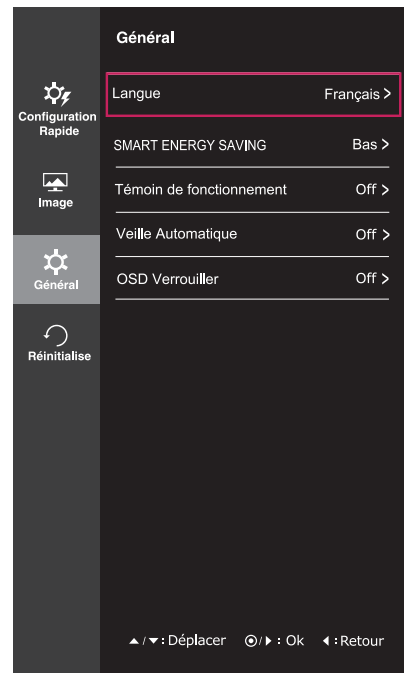 Configuration
Rapide
Image
Général
Réinitialise
Général
Langue Français >
SMART ENERGY SAVING Bas >
Témoin de fonctionnement Off >
Veille Automatique Off >
OSD Verrouiller Off >
▲/▼: Déplacer ⊙/▶ : Ok ◀ : Retour